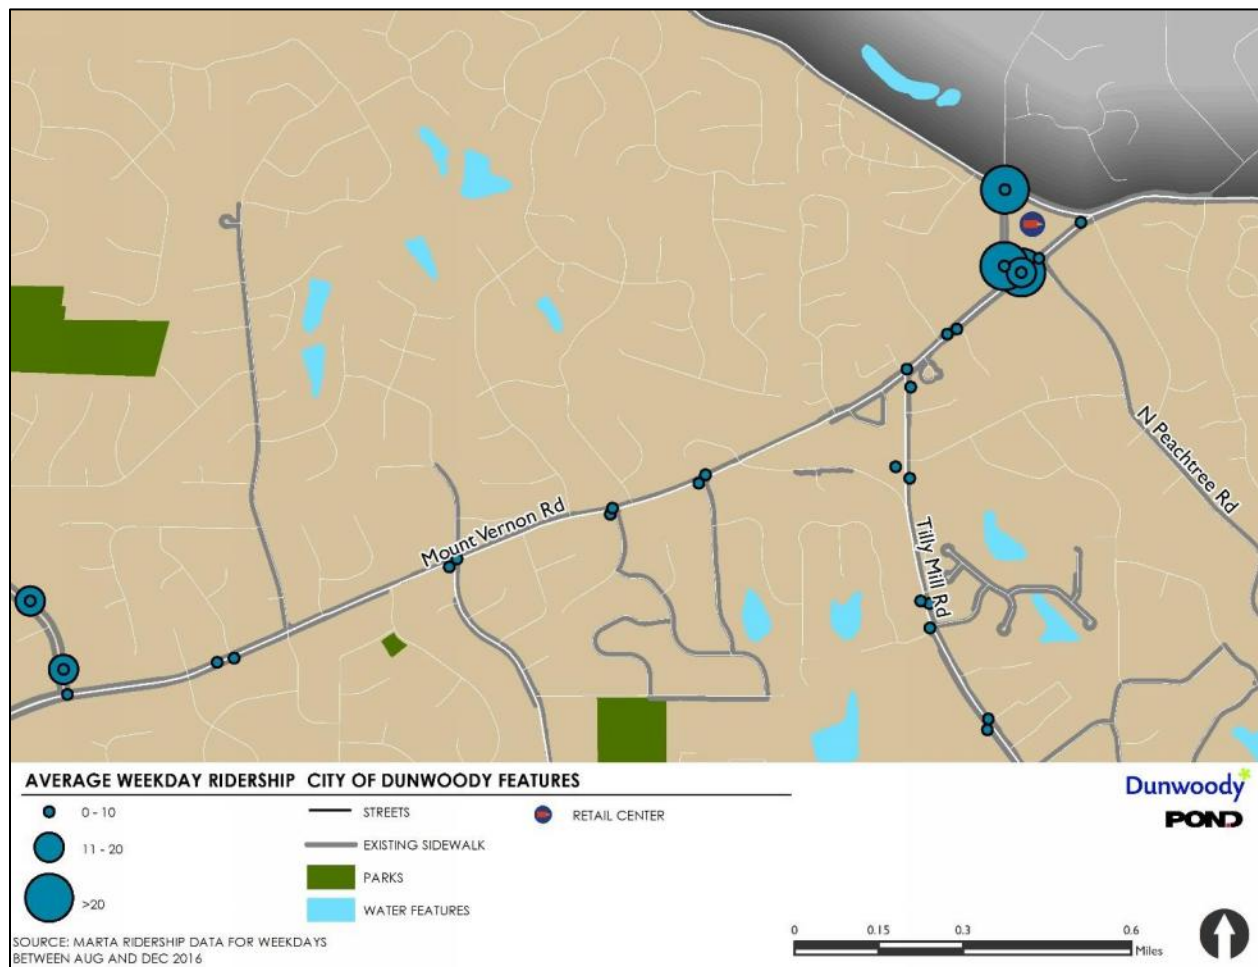 Mount Vernon Rd
Tilly Mill Rd
N Peachtree Rd
AVERAGE WEEKDAY RIDERSHIP
0 - 10
11 - 20
>20
SOURCE: MARTA RIDERSHIP DATA FOR WEEKDAYS
BETWEEN AUG AND DEC 2016
CITY OF DUNWOODY FEATURES
STREETS
EXISTING SIDEWALK
PARKS
WATER FEATURES
RETAIL CENTER
Dunwoody
POND
0 0.15 0.3 0.6
Miles